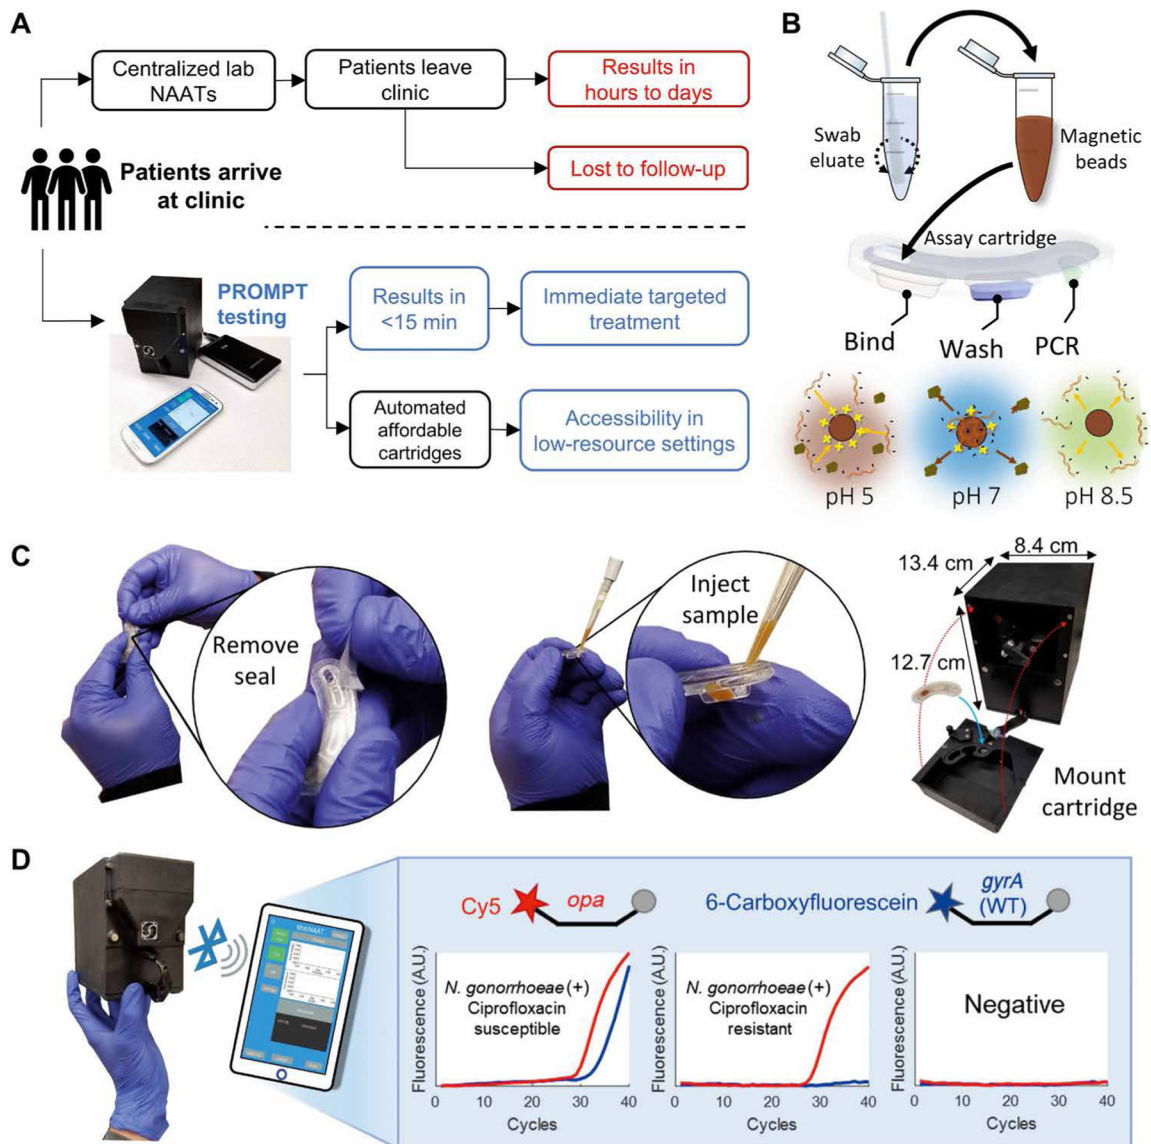 A
Centralized lab
NAATs
Patients leave
clinic
Results in
hours to days
Lost to follow-up
Patients arrive
at clinic
PROMPT
testing
Results in
<15 min
Immediate targeted
treatment
Automated
affordable
cartridges
Accessibility in
low-resource settings
B
Swab
eluate
Magnetic
beads
Assay cartridge
Bind
Wash
PCR
pH 5
pH 7
pH 8.5
C
Remove
seal
Inject
sample
13.4 cm
8.4 cm
12.7 cm
Mount
cartridge
D
MobiNAAT
Cy5
opa
6-Carboxyfluorescein
gyrA
(WT)
Fluorescence (A.U.)
N. gonorrhoeae (+)
Ciprofloxacin
susceptible
0 10 20 30 40
Cycles
Fluorescence (A.U.)
N. gonorrhoeae (+)
Ciprofloxacin
resistant
0 10 20 30 40
Cycles
Fluorescence (A.U.)
Negative
0 10 20 30 40
Cycles